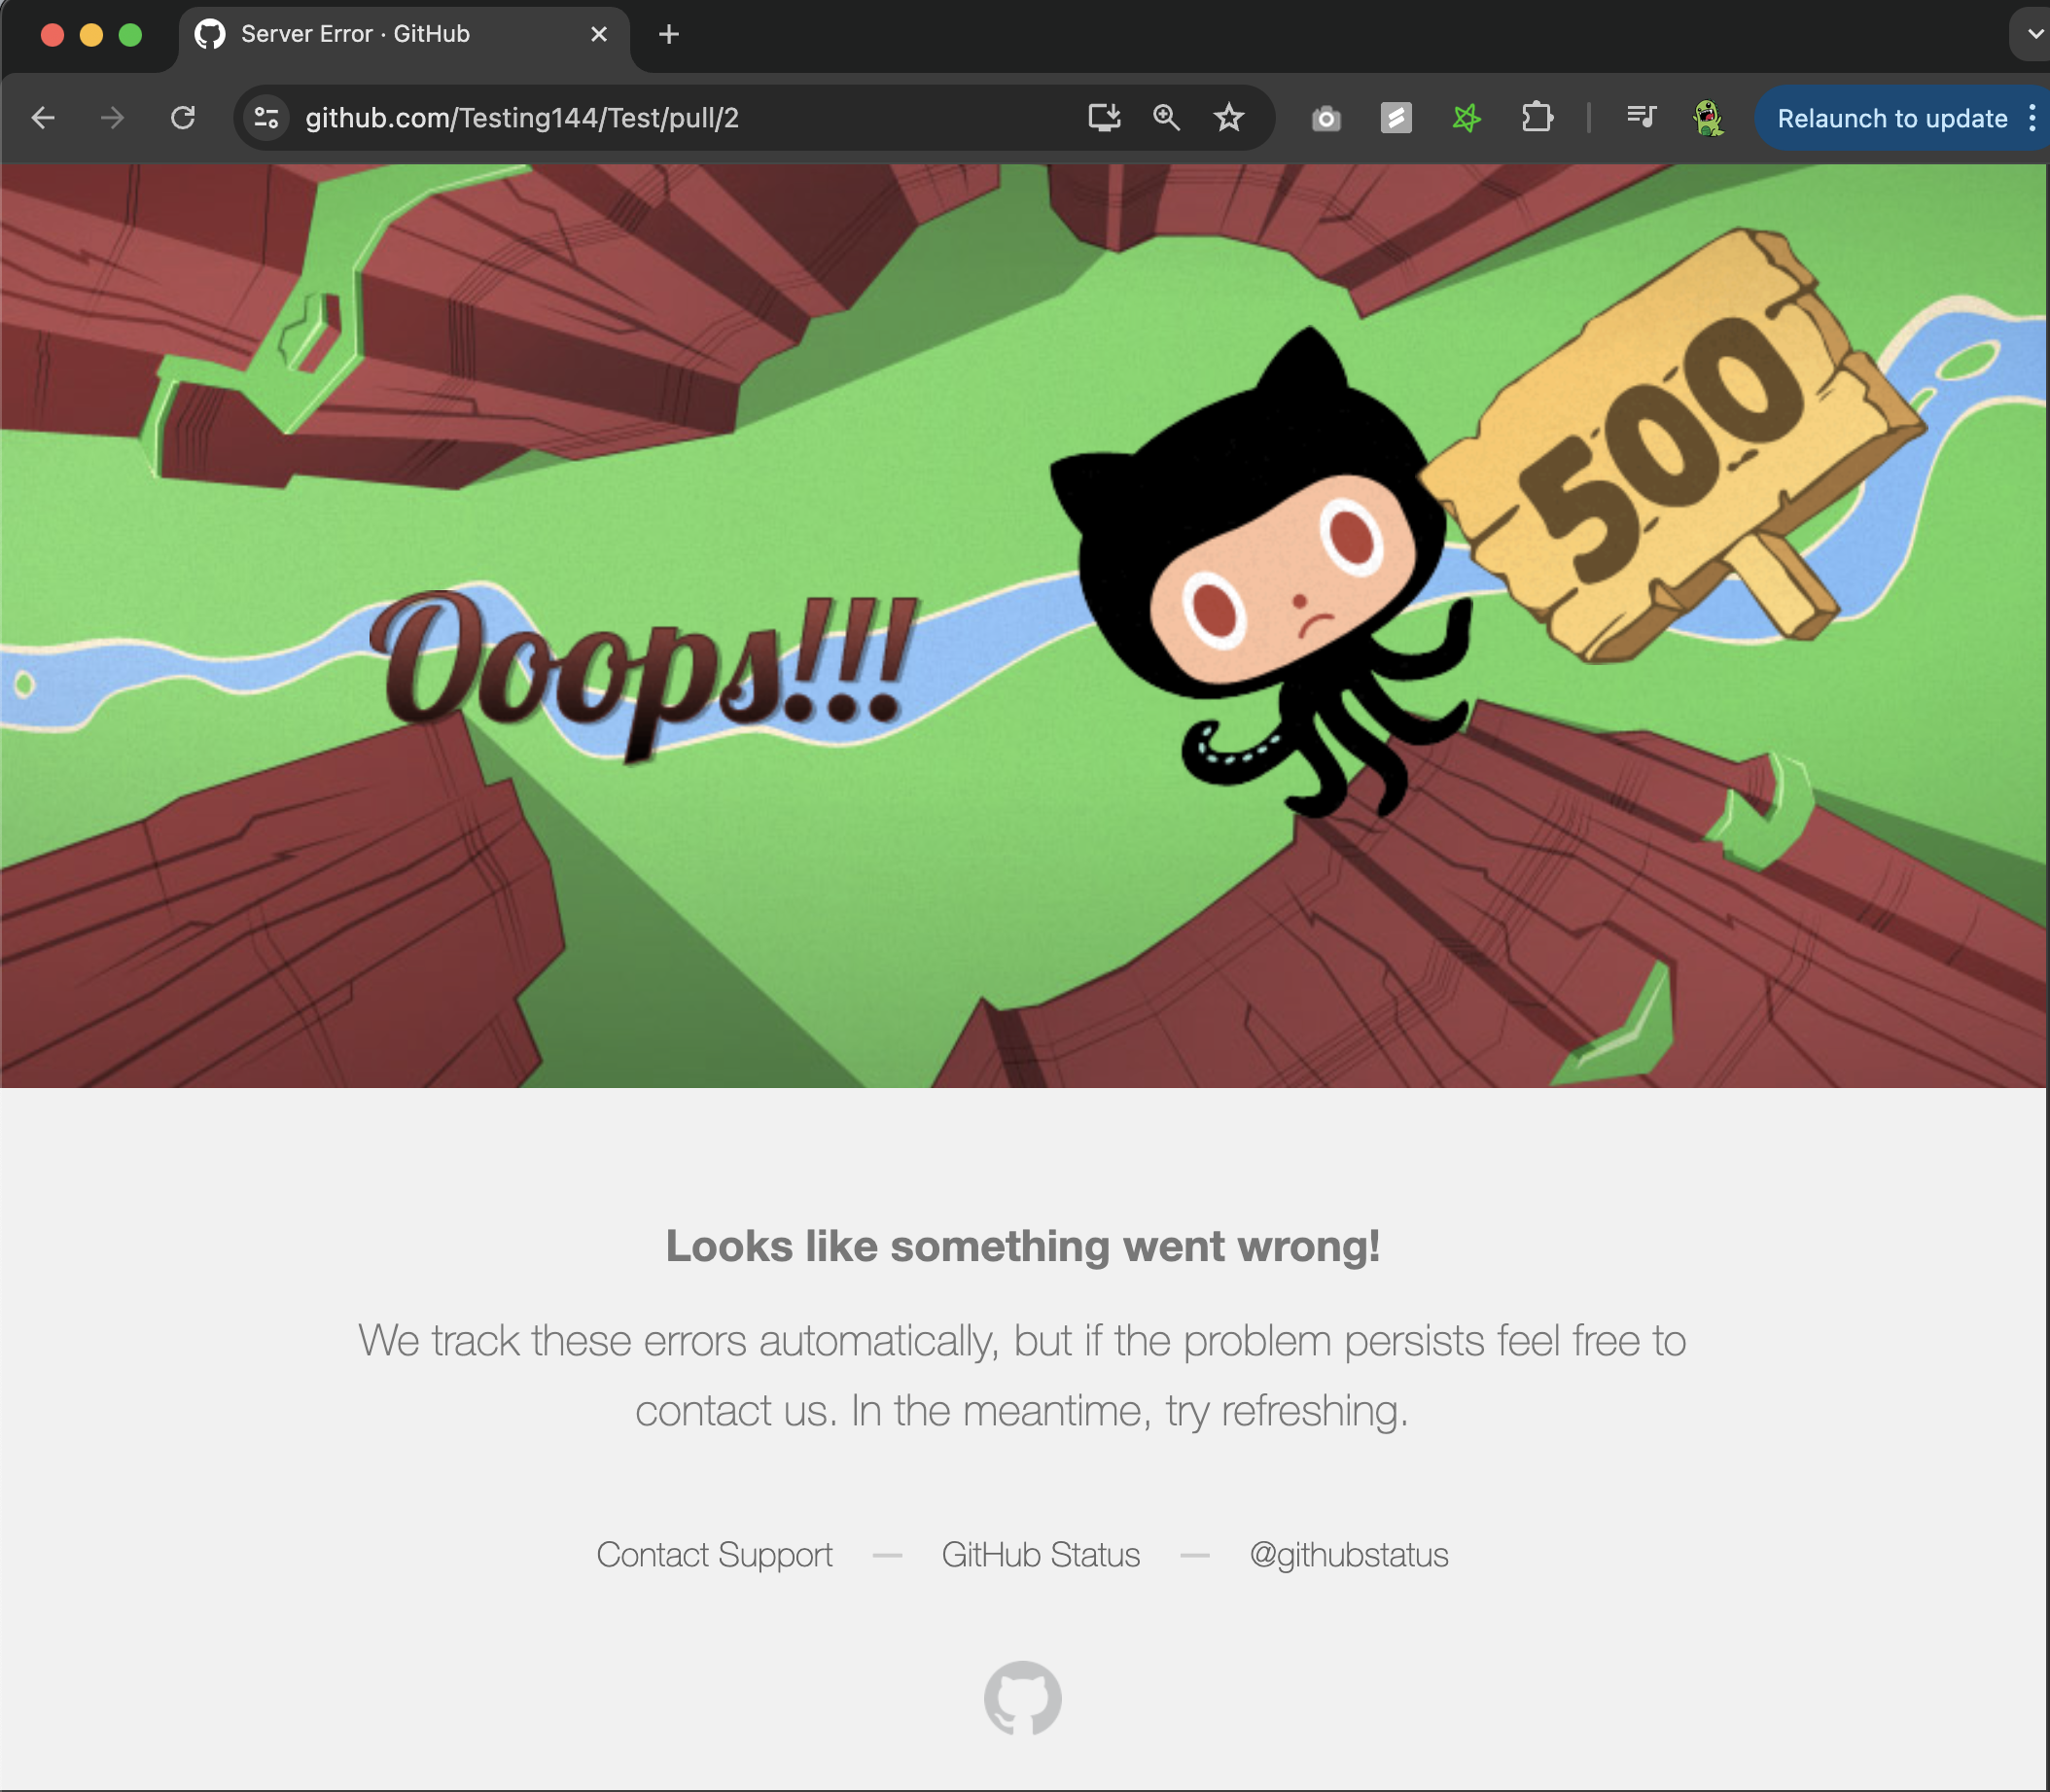 Server Error · GitHub
github.com/Testing144/Test/pull/2
Relaunch to update
500
Ooops!!!
Looks like something went wrong!
We track these errors automatically, but if the problem persists feel free to
contact us. In the meantime, try refreshing.
Contact Support — GitHub Status — @githubstatus